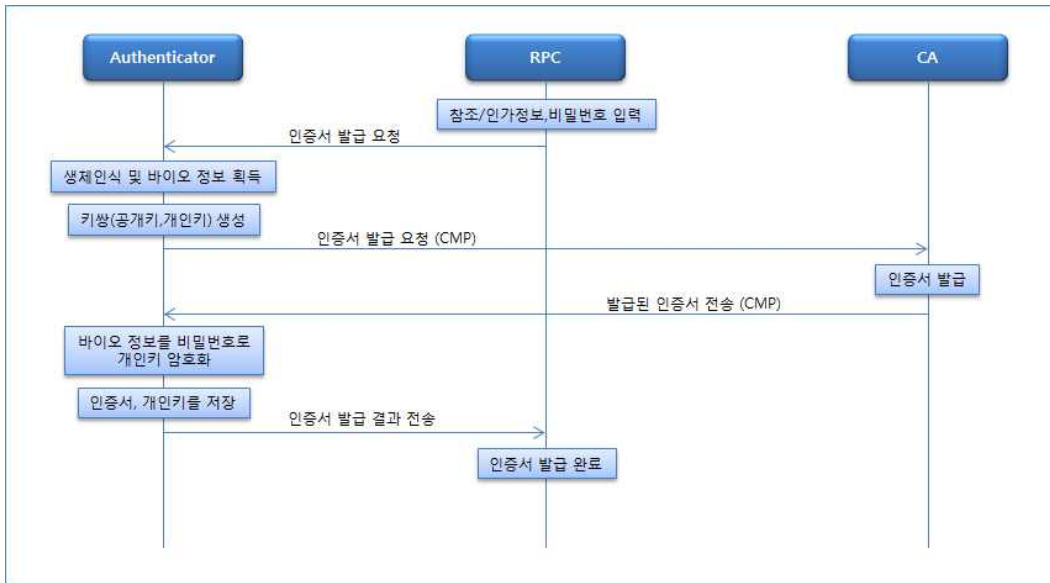 Authenticator
RPC
CA
참조/인가정보,비밀번호 입력
인증서 발급 요청
생체인식 및 바이오 정보 획득
키쌍(공개키,개인키) 생성
인증서 발급 요청 (CMP)
인증서 발급
발급된 인증서 전송 (CMP)
바이오 정보를 비밀번호로
개인키 암호화
인증서, 개인키를 저장
인증서 발급 결과 전송
인증서 발급 완료